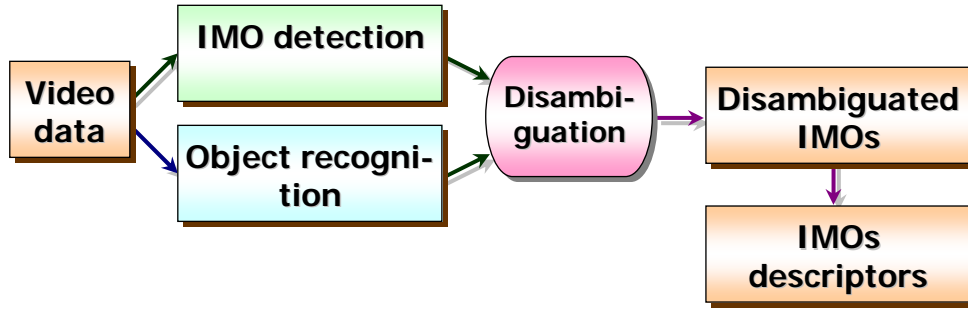 IMO detection
Video
data
Object recogni-
tion
Disambi-
guation
Disambiguated
IMOs
IMOs
descriptors